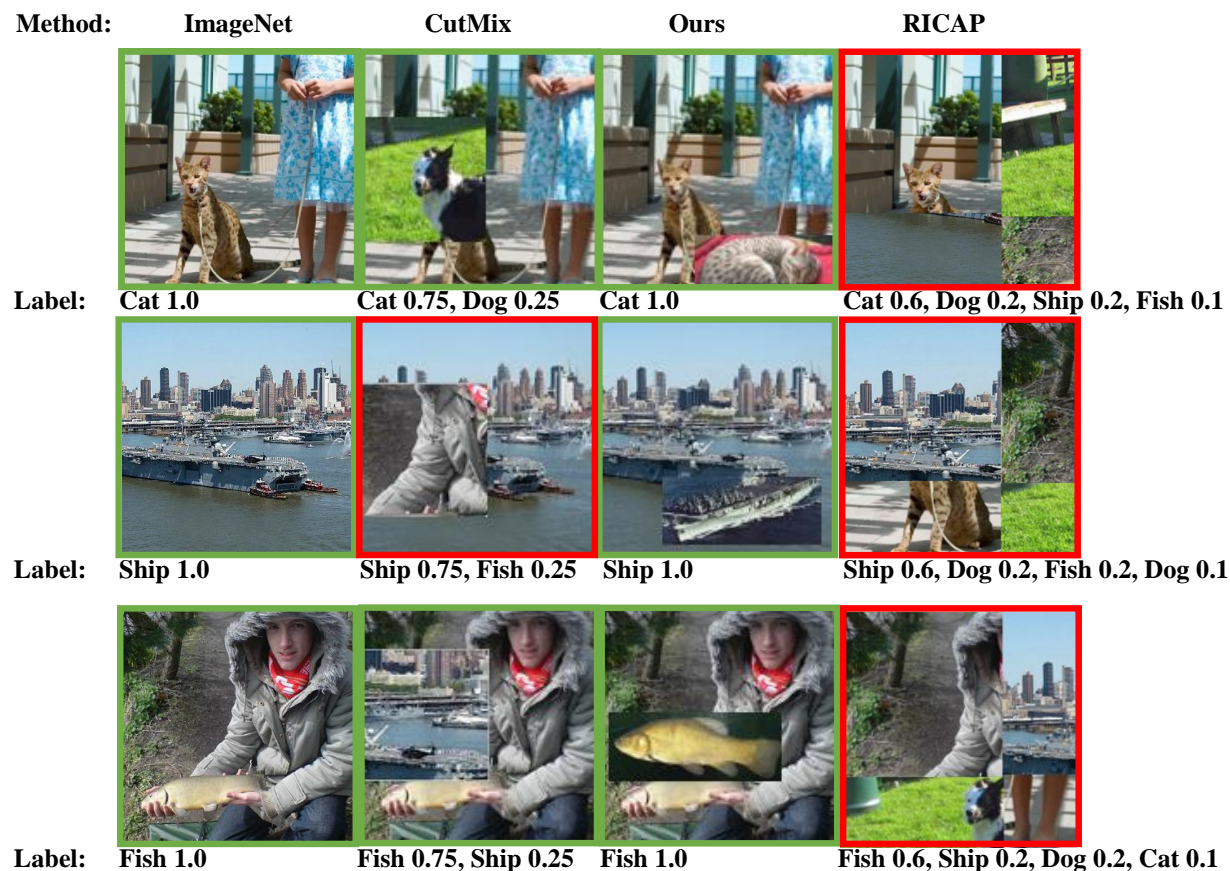 Method: ImageNet CutMix Ours RICAP
Label: Cat 1.0 Cat 0.75, Dog 0.25 Cat 1.0 Cat 0.6, Dog 0.2, Ship 0.2, Fish 0.1
Label: Ship 1.0 Ship 0.75, Fish 0.25 Ship 1.0 Ship 0.6, Dog 0.2, Fish 0.2, Dog 0.1
Label: Fish 1.0 Fish 0.75, Ship 0.25 Fish 1.0 Fish 0.6, Ship 0.2, Dog 0.2, Cat 0.1